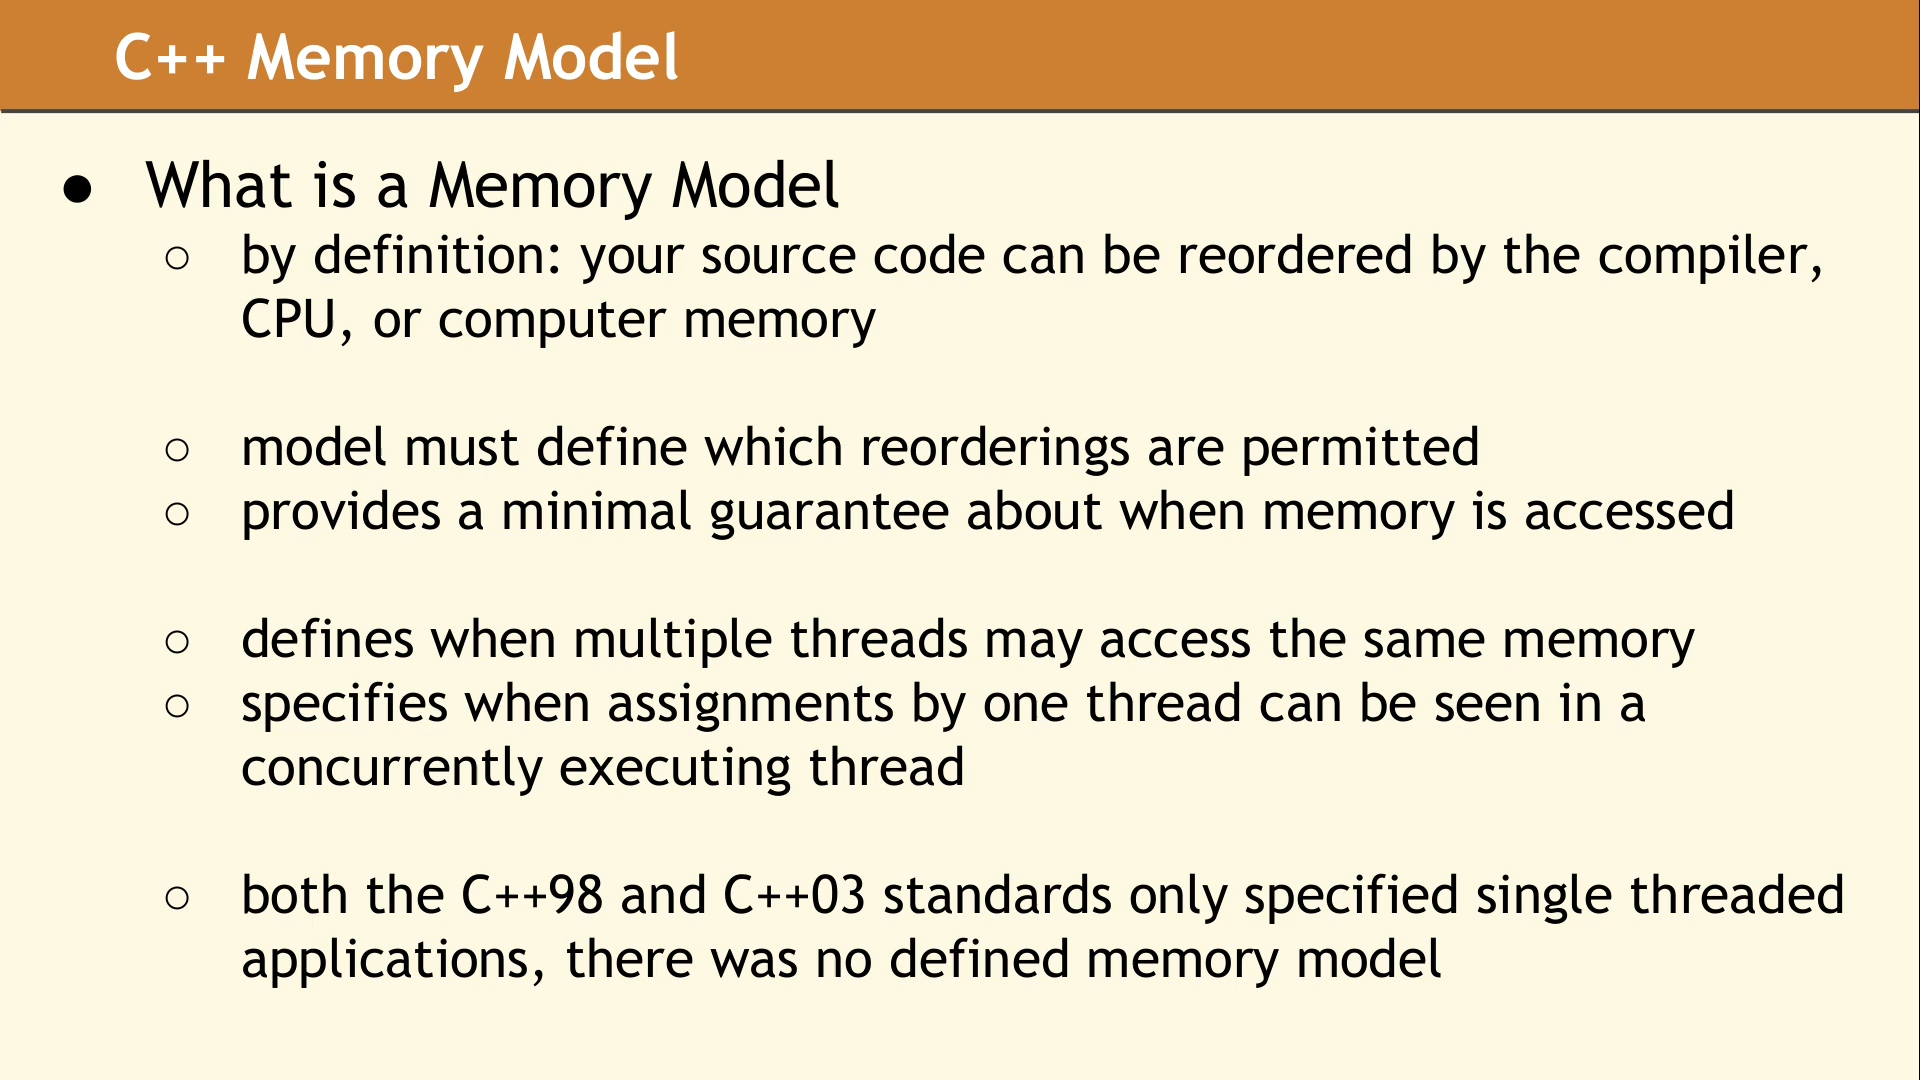 C++ Memory Model
● What is a Memory Model
○ by definition: your source code can be reordered by the compiler,
CPU, or computer memory
○ model must define which reorderings are permitted
○ provides a minimal guarantee about when memory is accessed
○ defines when multiple threads may access the same memory
○ specifies when assignments by one thread can be seen in a
concurrently executing thread
○ both the C++98 and C++03 standards only specified single threaded
applications, there was no defined memory model